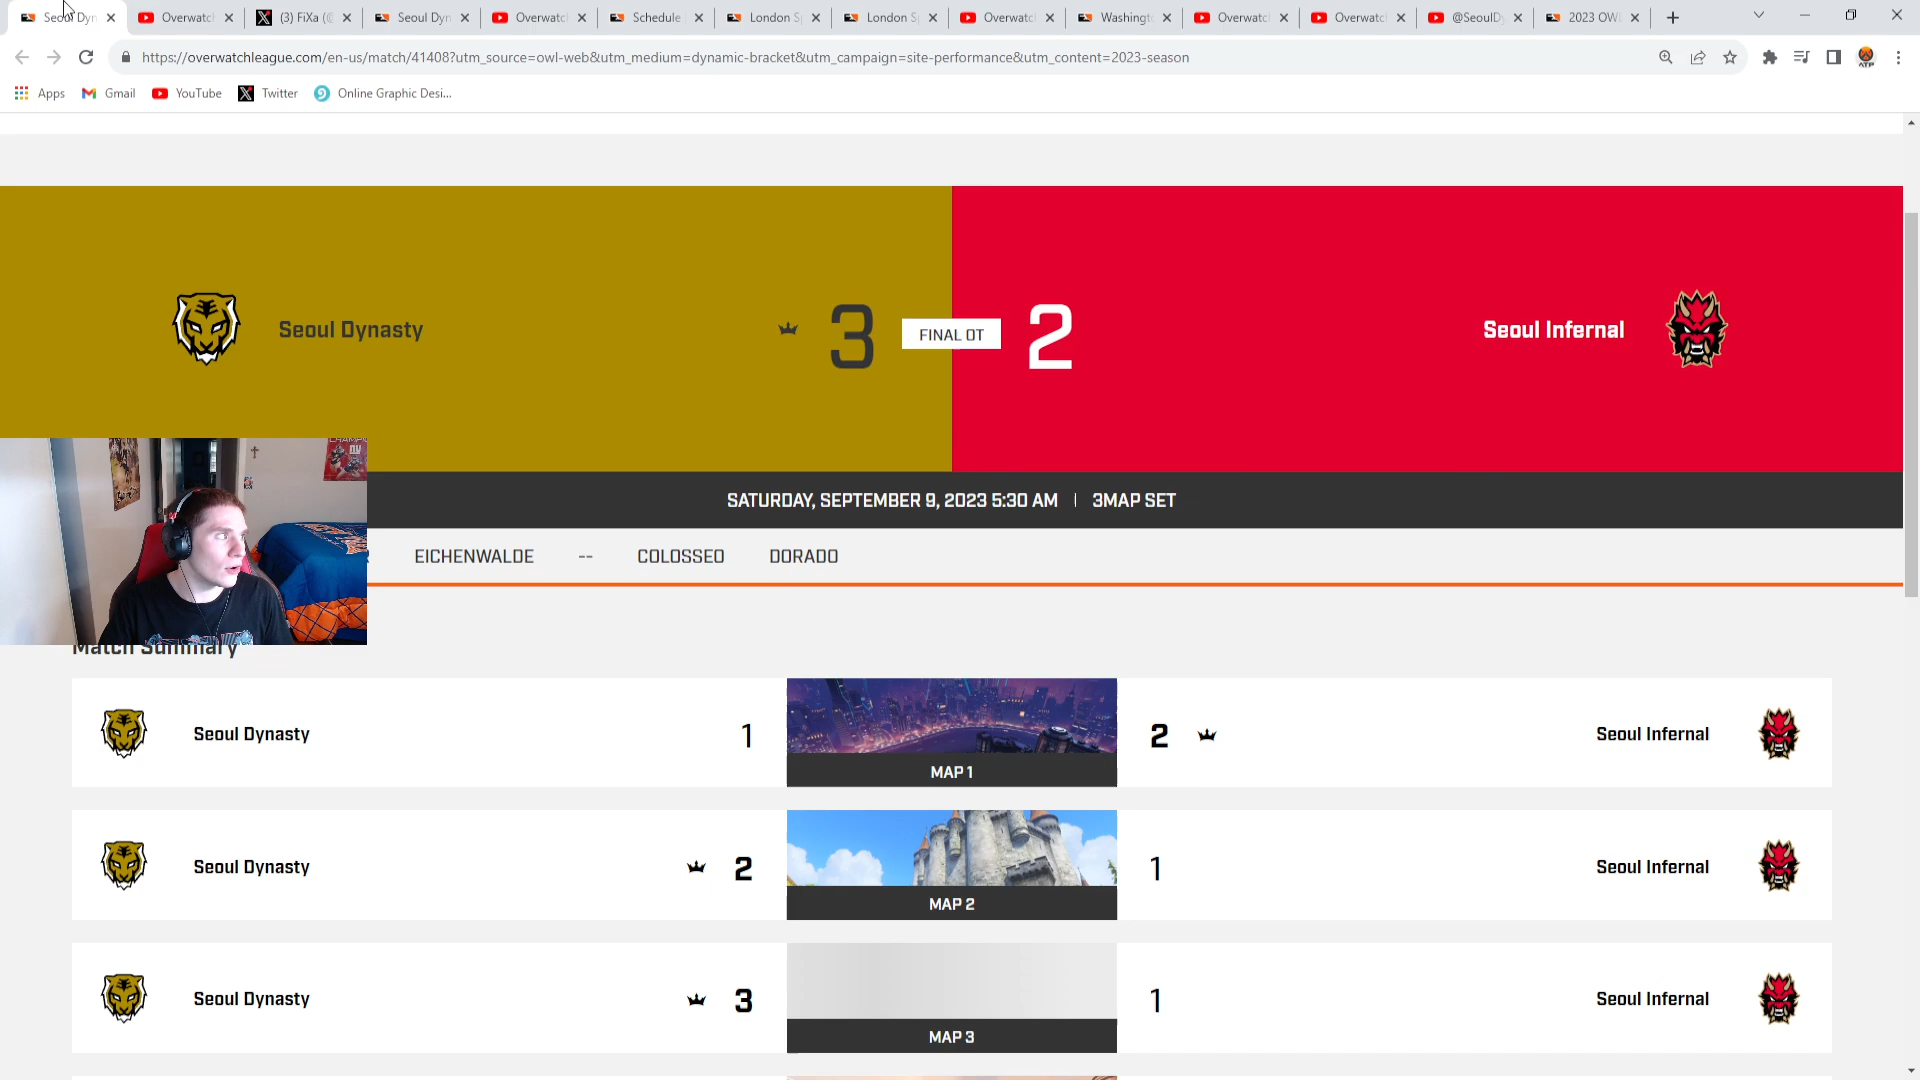 Seoul Dyn
Overwatc
(3) FiXa (@
Seoul Dyn
Overwatc
Schedule
London S
London S
Overwatc
Washingt
Overwatc
Overwatc
@SeoulD
2023 OW
https://overwatchleague.com/en-us/match/41408?utm_source=owl-web&utm_medium=dynamic-bracket&utm_campaign=site-performance&utm_content=2023-season
Apps
Gmail
YouTube
Twitter
Online Graphic Desi...
Seoul Dynasty
3
FINAL OT
2
Seoul Infernal
SATURDAY, SEPTEMBER 9, 2023 5:30 AM | 3MAP SET
EICHENWALDE -- COLOSSEO DORADO
Match Summary
Seoul Dynasty
1
MAP 1
2
Seoul Infernal
Seoul Dynasty
2
MAP 2
1
Seoul Infernal
Seoul Dynasty
3
MAP 3
1
Seoul Infernal